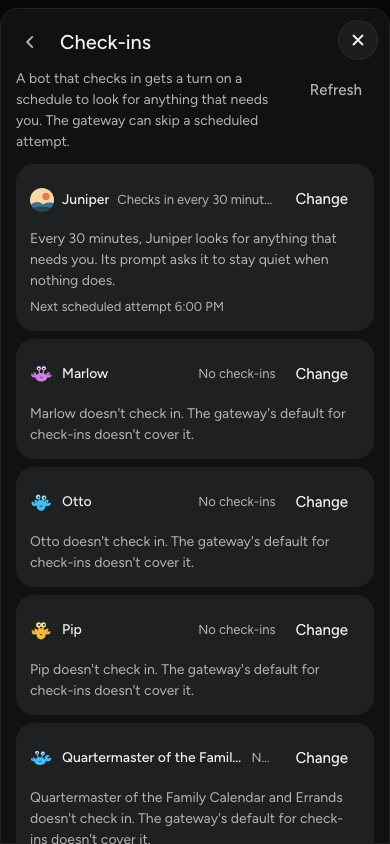 Check-ins
A bot that checks in gets a turn on a
schedule to look for anything that needs
you. The gateway can skip a scheduled
attempt.
Refresh
Juniper Checks in every 30 minut... Change
Every 30 minutes, Juniper looks for anything that
needs you. Its prompt asks it to stay quiet when
nothing does.
Next scheduled attempt 6:00 PM
Marlow No check-ins Change
Marlow doesn't check in. The gateway's default for
check-ins doesn't cover it.
Otto No check-ins Change
Otto doesn't check in. The gateway's default for
check-ins doesn't cover it.
Pip No check-ins Change
Pip doesn't check in. The gateway's default for
check-ins doesn't cover it.
Quartermaster of the Famil... N... Change
Quartermaster of the Family Calendar and Errands
doesn't check in. The gateway's default for check-
ins doesn't cover it.